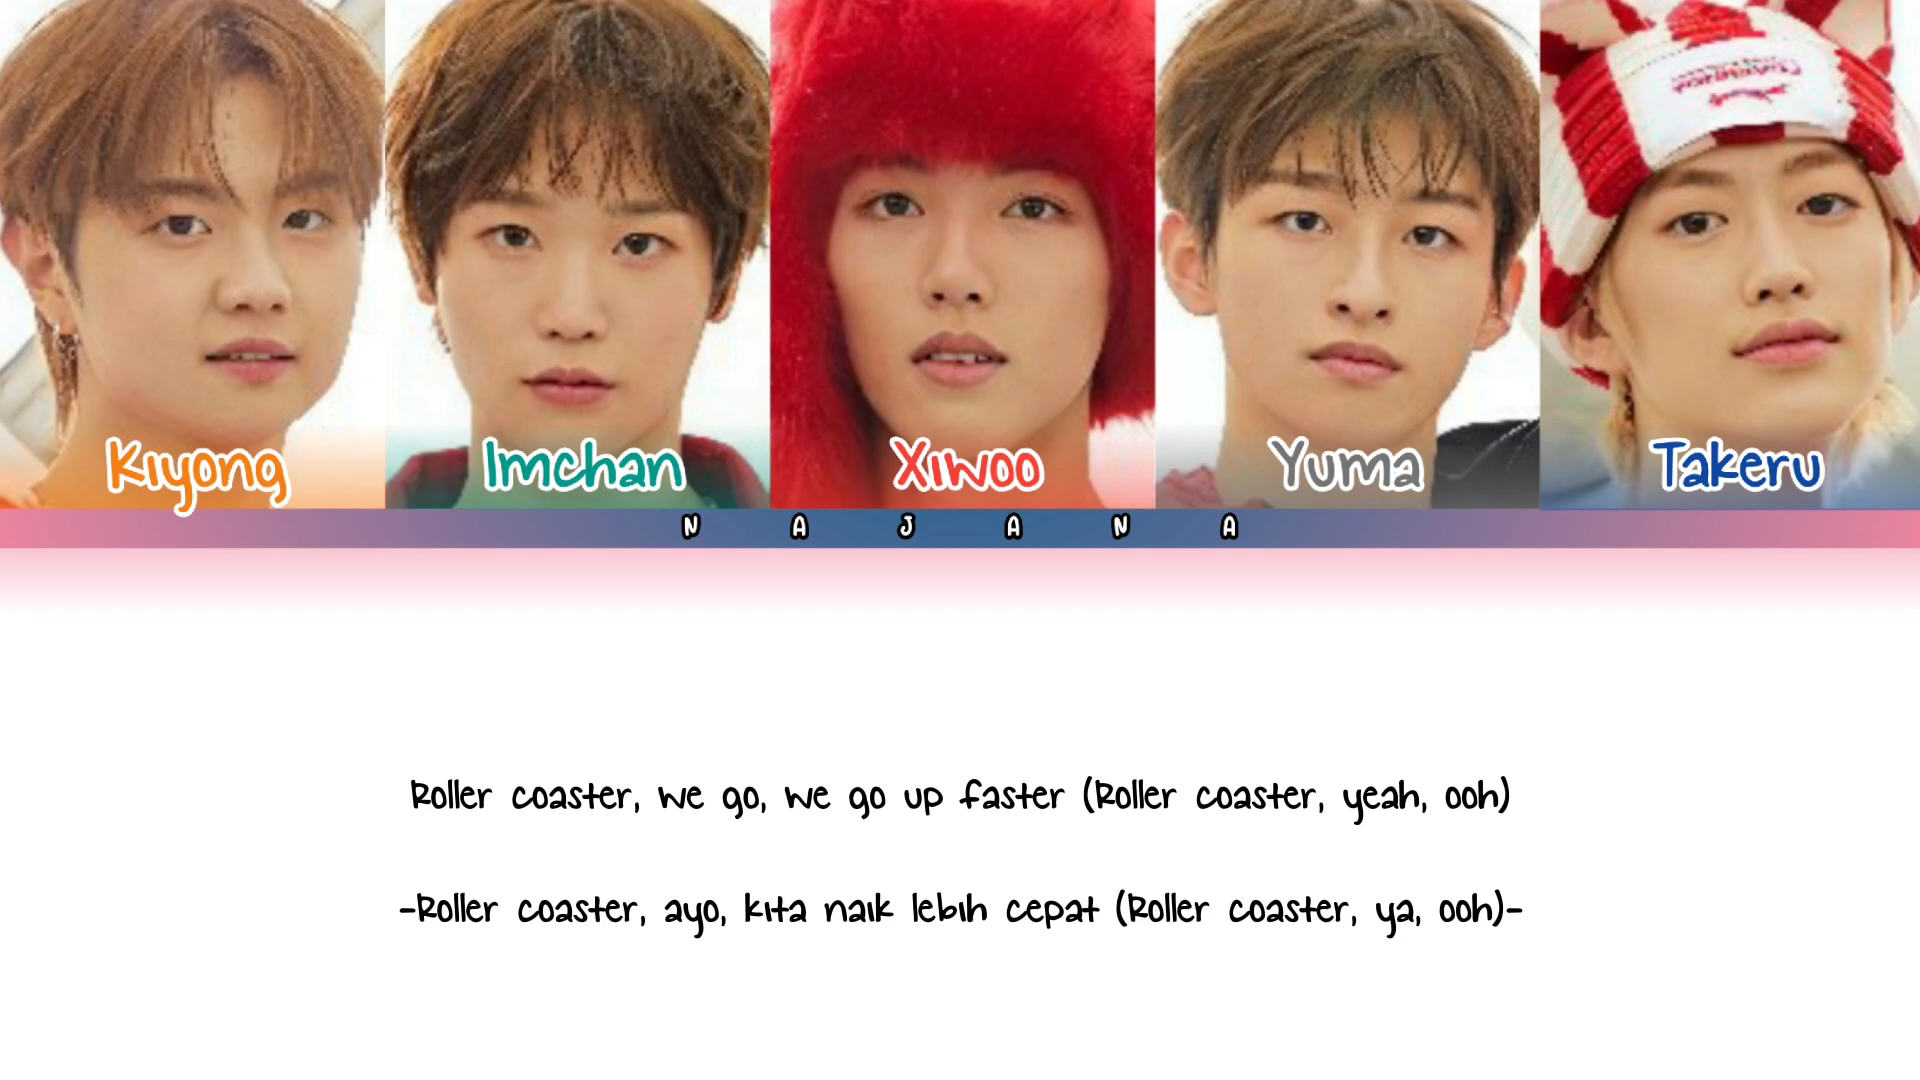 Kiyong
Imchan
Xiwoo
Yuma
Takeru
N A J A N A
Roller coaster, we go, we go up faster (Roller coaster, yeah, ooh)
-Roller coaster, ayo, kita naik lebih cepat (Roller coaster, ya, ooh)-